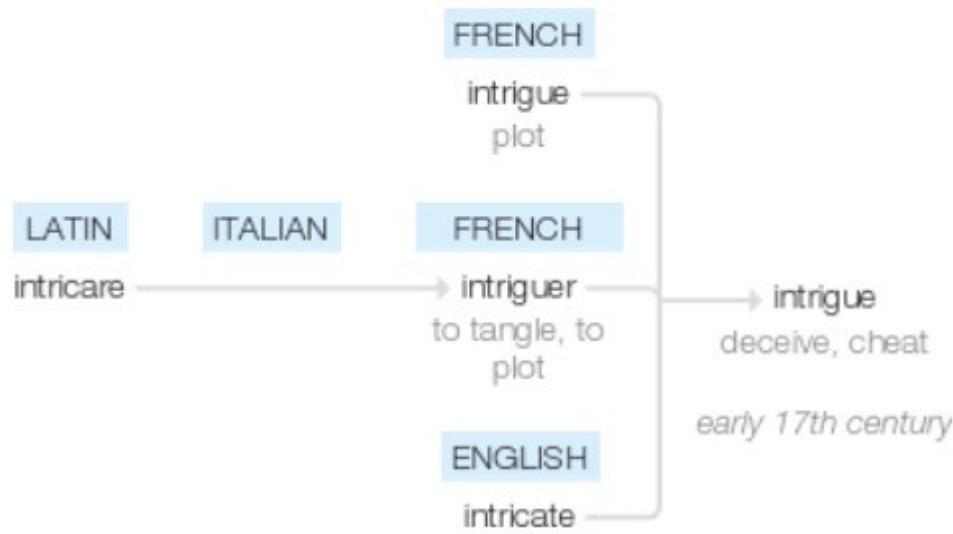 FRENCH
intrigue
plot
LATIN ITALIAN FRENCH
intricare intriguer intrigue
to tangle, to deceive, cheat
plot
early 17th century
ENGLISH
intricate